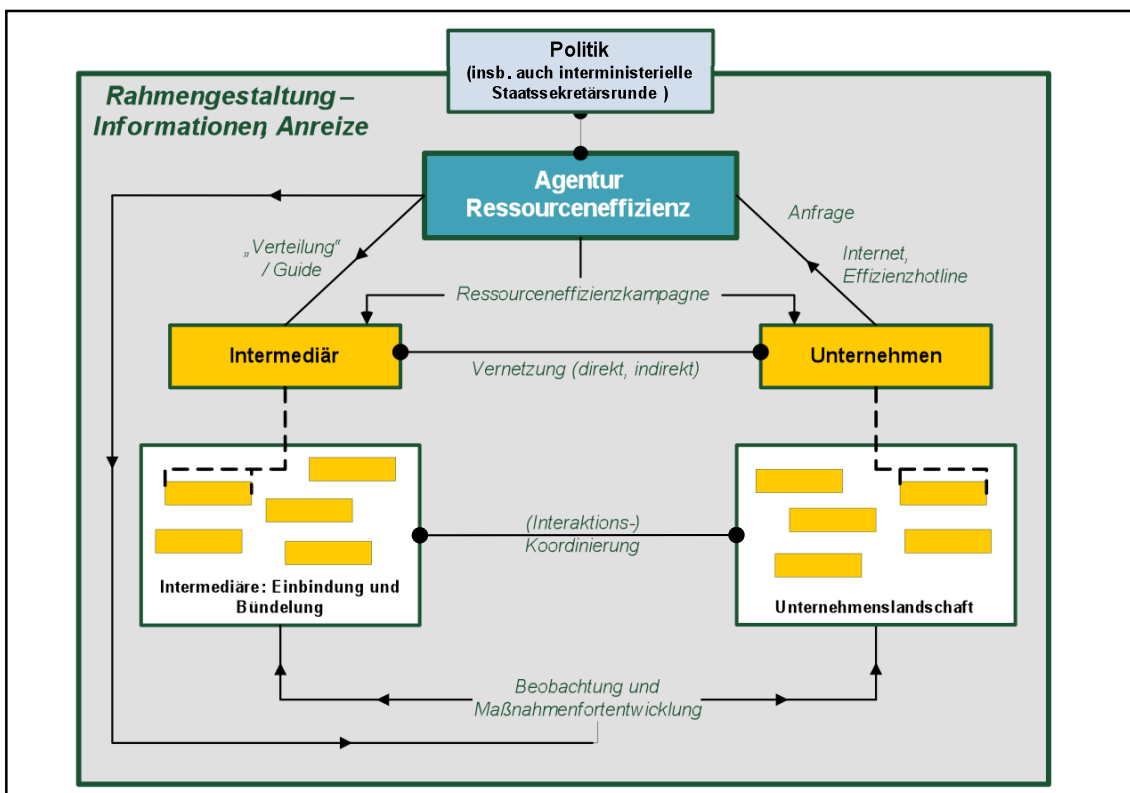 Politik
(insb. auch interministerielle
Staatssekretärsrunde )
Rahmengestaltung –
Informationen, Anreize
Agentur
Ressourceneffizienz
„Verteilung“
/ Guide
Anfrage
Internet,
Effizienzhotline
Ressourceneffizienzkampagne
Intermediär
Unternehmen
Vernetzung (direkt, indirekt)
(Interaktions-)
Koordinierung
Intermediäre: Einbindung und
Bündelung
Unternehmenslandschaft
Beobachtung und
Maßnahmenfortentwicklung